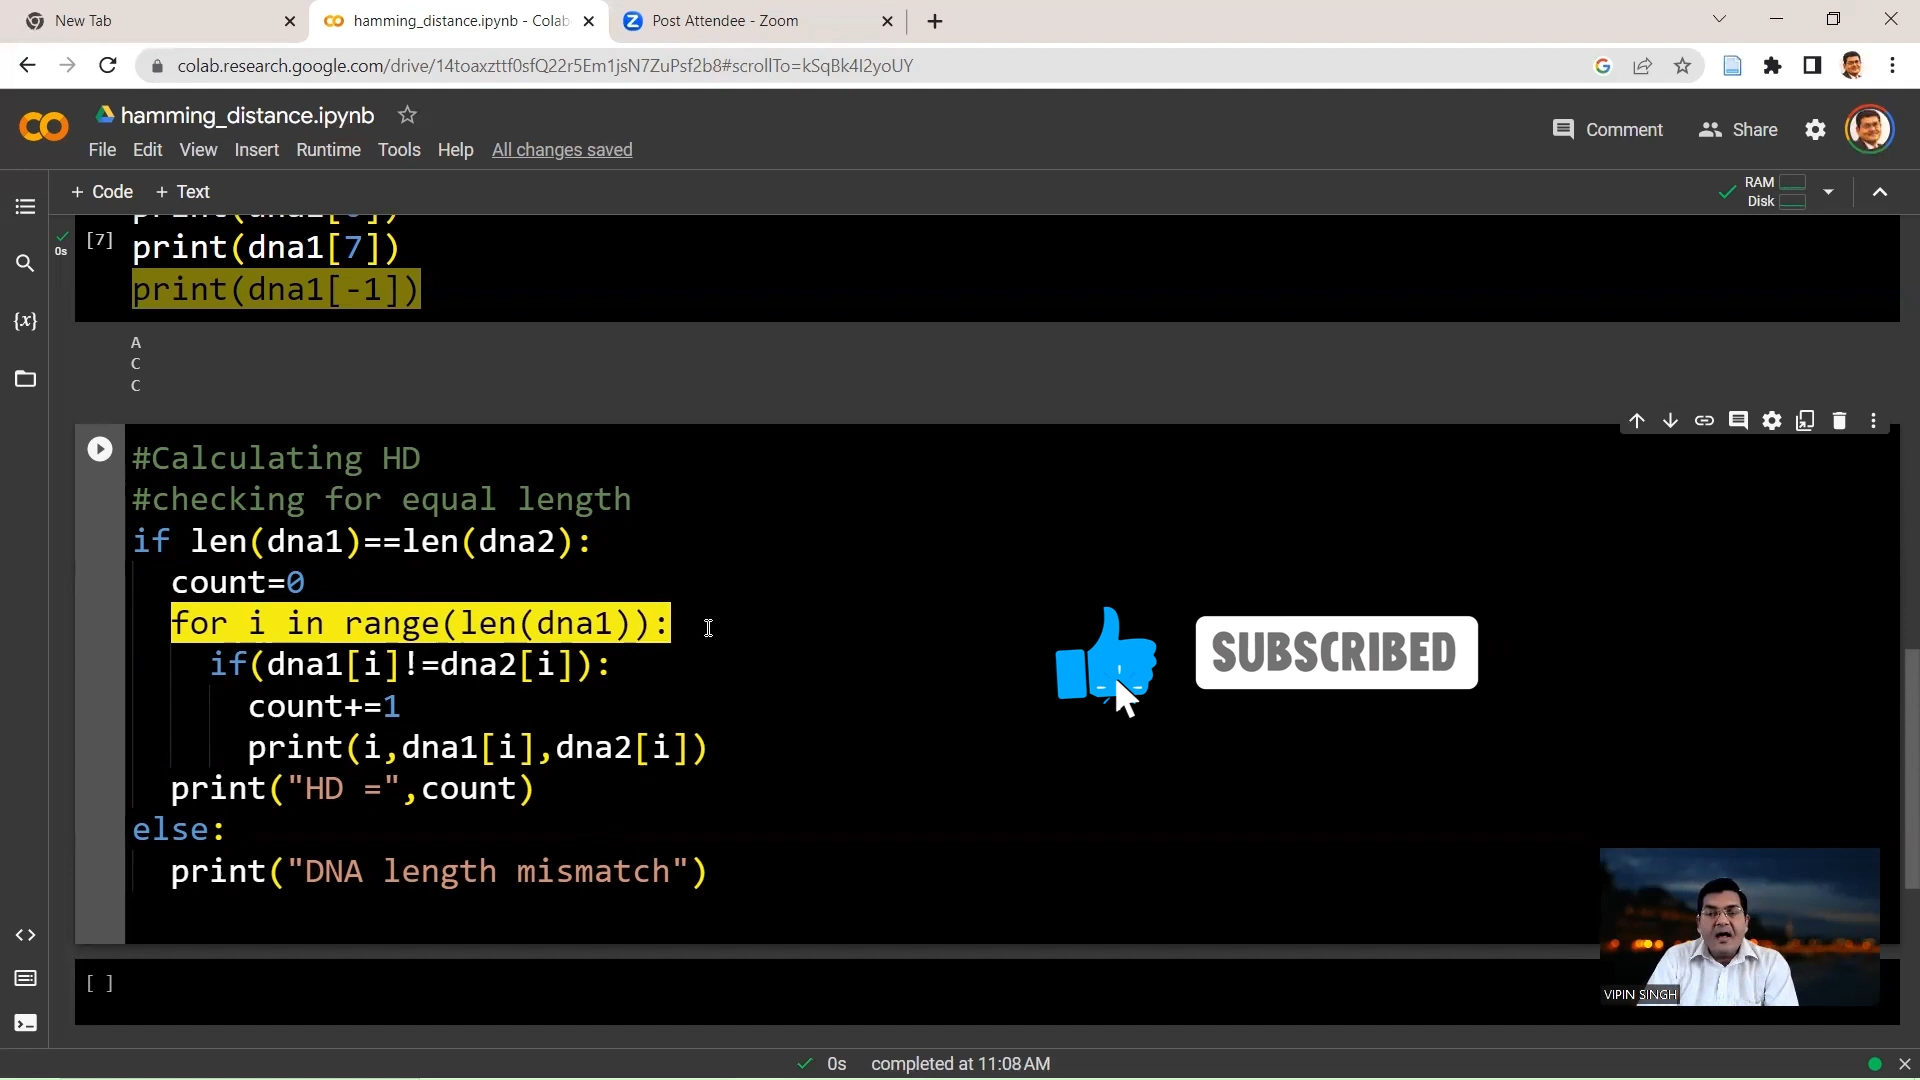 New Tab
hamming_distance.ipynb - Colab
Post Attendee - Zoom
colab.research.google.com/drive/14toaxzttf0sfQ22r5Em1jsN7ZuPsf2b8#scrollTo=kSqBk4I2yoUY
hamming_distance.ipynb
File Edit View Insert Runtime Tools Help All changes saved
Comment
Share
+ Code + Text
RAM
Disk
0s
[7]
print(dna1[7])
print(dna1[-1])
A
C
C
#Calculating HD
#checking for equal length
if len(dna1)==len(dna2):
count=0
for i in range(len(dna1)):
if(dna1[i]!=dna2[i]):
count+=1
print(i,dna1[i],dna2[i])
print("HD =",count)
else:
print("DNA length mismatch")
SUBSCRIBED
VIPIN SINGH
[ ]
0s completed at 11:08 AM